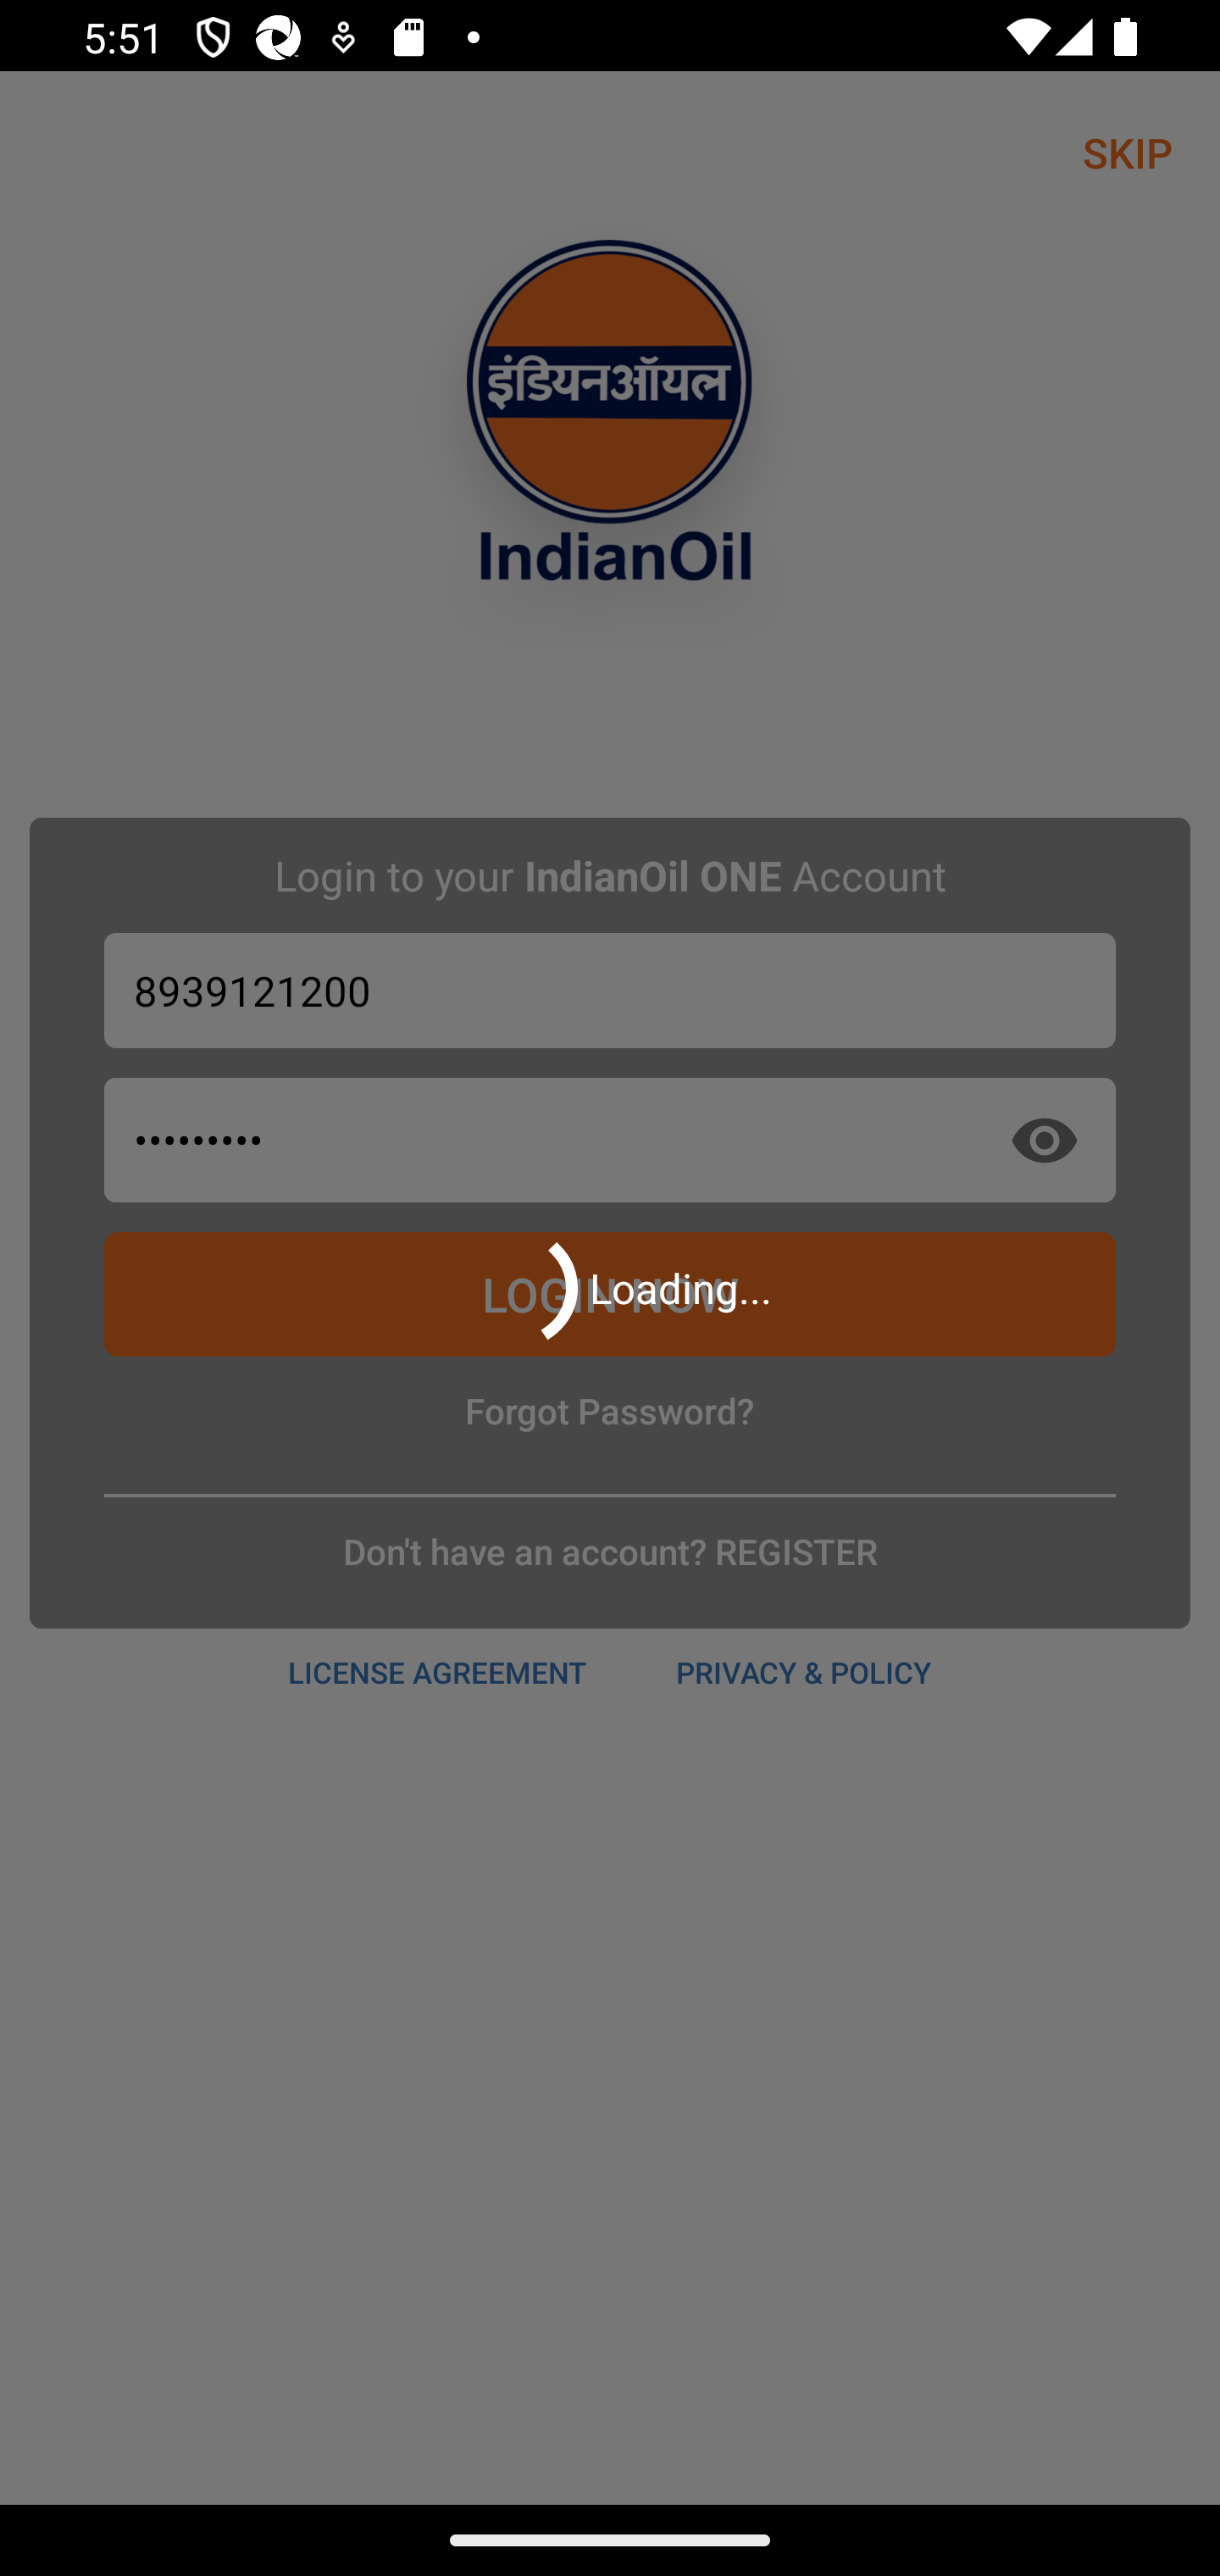 5:51
SKIP
इंडियनऑयल
IndianOil
Login to your IndianOil ONE Account
8939121200
•••••••••
LOGIN NOW
Loading...
Forgot Password?
Don't have an account? REGISTER
LICENSE AGREEMENT PRIVACY & POLICY